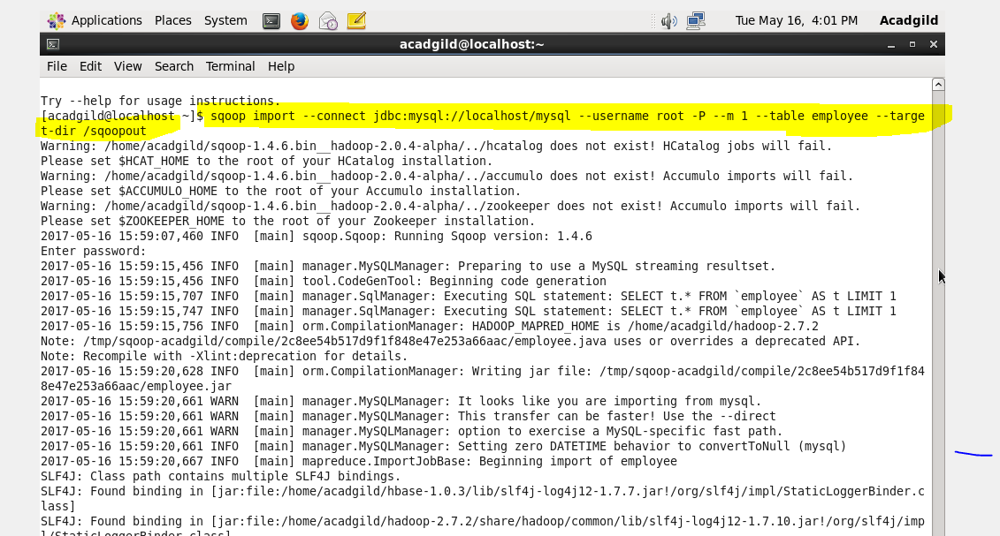 Applications Places System Tue May 16, 4:01 PM Acadgild
acadgild@localhost:~
File Edit View Search Terminal Help
Try --help for usage instructions.
[acadgild@localhost ~]$ sqoop import --connect jdbc:mysql://localhost/mysql --username root -P --m 1 --table employee --targe
t-dir /sqoopout
Warning: /home/acadgild/sqoop-1.4.6.bin__hadoop-2.0.4-alpha/../hcatalog does not exist! HCatalog jobs will fail.
Please set $HCAT_HOME to the root of your HCatalog installation.
Warning: /home/acadgild/sqoop-1.4.6.bin__hadoop-2.0.4-alpha/../accumulo does not exist! Accumulo imports will fail.
Please set $ACCUMULO_HOME to the root of your Accumulo installation.
Warning: /home/acadgild/sqoop-1.4.6.bin__hadoop-2.0.4-alpha/../zookeeper does not exist! Accumulo imports will fail.
Please set $ZOOKEEPER_HOME to the root of your Zookeeper installation.
2017-05-16 15:59:07,460 INFO  [main] sqoop.Sqoop: Running Sqoop version: 1.4.6
Enter password:
2017-05-16 15:59:15,456 INFO  [main] manager.MySQLManager: Preparing to use a MySQL streaming resultset.
2017-05-16 15:59:15,456 INFO  [main] tool.CodeGenTool: Beginning code generation
2017-05-16 15:59:15,707 INFO  [main] manager.SqlManager: Executing SQL statement: SELECT t.* FROM `employee` AS t LIMIT 1
2017-05-16 15:59:15,747 INFO  [main] manager.SqlManager: Executing SQL statement: SELECT t.* FROM `employee` AS t LIMIT 1
2017-05-16 15:59:15,756 INFO  [main] orm.CompilationManager: HADOOP_MAPRED_HOME is /home/acadgild/hadoop-2.7.2
Note: /tmp/sqoop-acadgild/compile/2c8ee54b517d9f1f848e47e253a66aac/employee.java uses or overrides a deprecated API.
Note: Recompile with -Xlint:deprecation for details.
2017-05-16 15:59:20,628 INFO  [main] orm.CompilationManager: Writing jar file: /tmp/sqoop-acadgild/compile/2c8ee54b517d9f1f84
8e47e253a66aac/employee.jar
2017-05-16 15:59:20,661 WARN  [main] manager.MySQLManager: It looks like you are importing from mysql.
2017-05-16 15:59:20,661 WARN  [main] manager.MySQLManager: This transfer can be faster! Use the --direct
2017-05-16 15:59:20,661 WARN  [main] manager.MySQLManager: option to exercise a MySQL-specific fast path.
2017-05-16 15:59:20,661 INFO  [main] manager.MySQLManager: Setting zero DATETIME behavior to convertToNull (mysql)
2017-05-16 15:59:20,667 INFO  [main] mapreduce.ImportJobBase: Beginning import of employee
SLF4J: Class path contains multiple SLF4J bindings.
SLF4J: Found binding in [jar:file:/home/acadgild/hbase-1.0.3/lib/slf4j-log4j12-1.7.7.jar!/org/slf4j/impl/StaticLoggerBinder.c
lass]
SLF4J: Found binding in [jar:file:/home/acadgild/hadoop-2.7.2/share/hadoop/common/lib/slf4j-log4j12-1.7.10.jar!/org/slf4j/imp
l/StaticLoggerBinder.class]